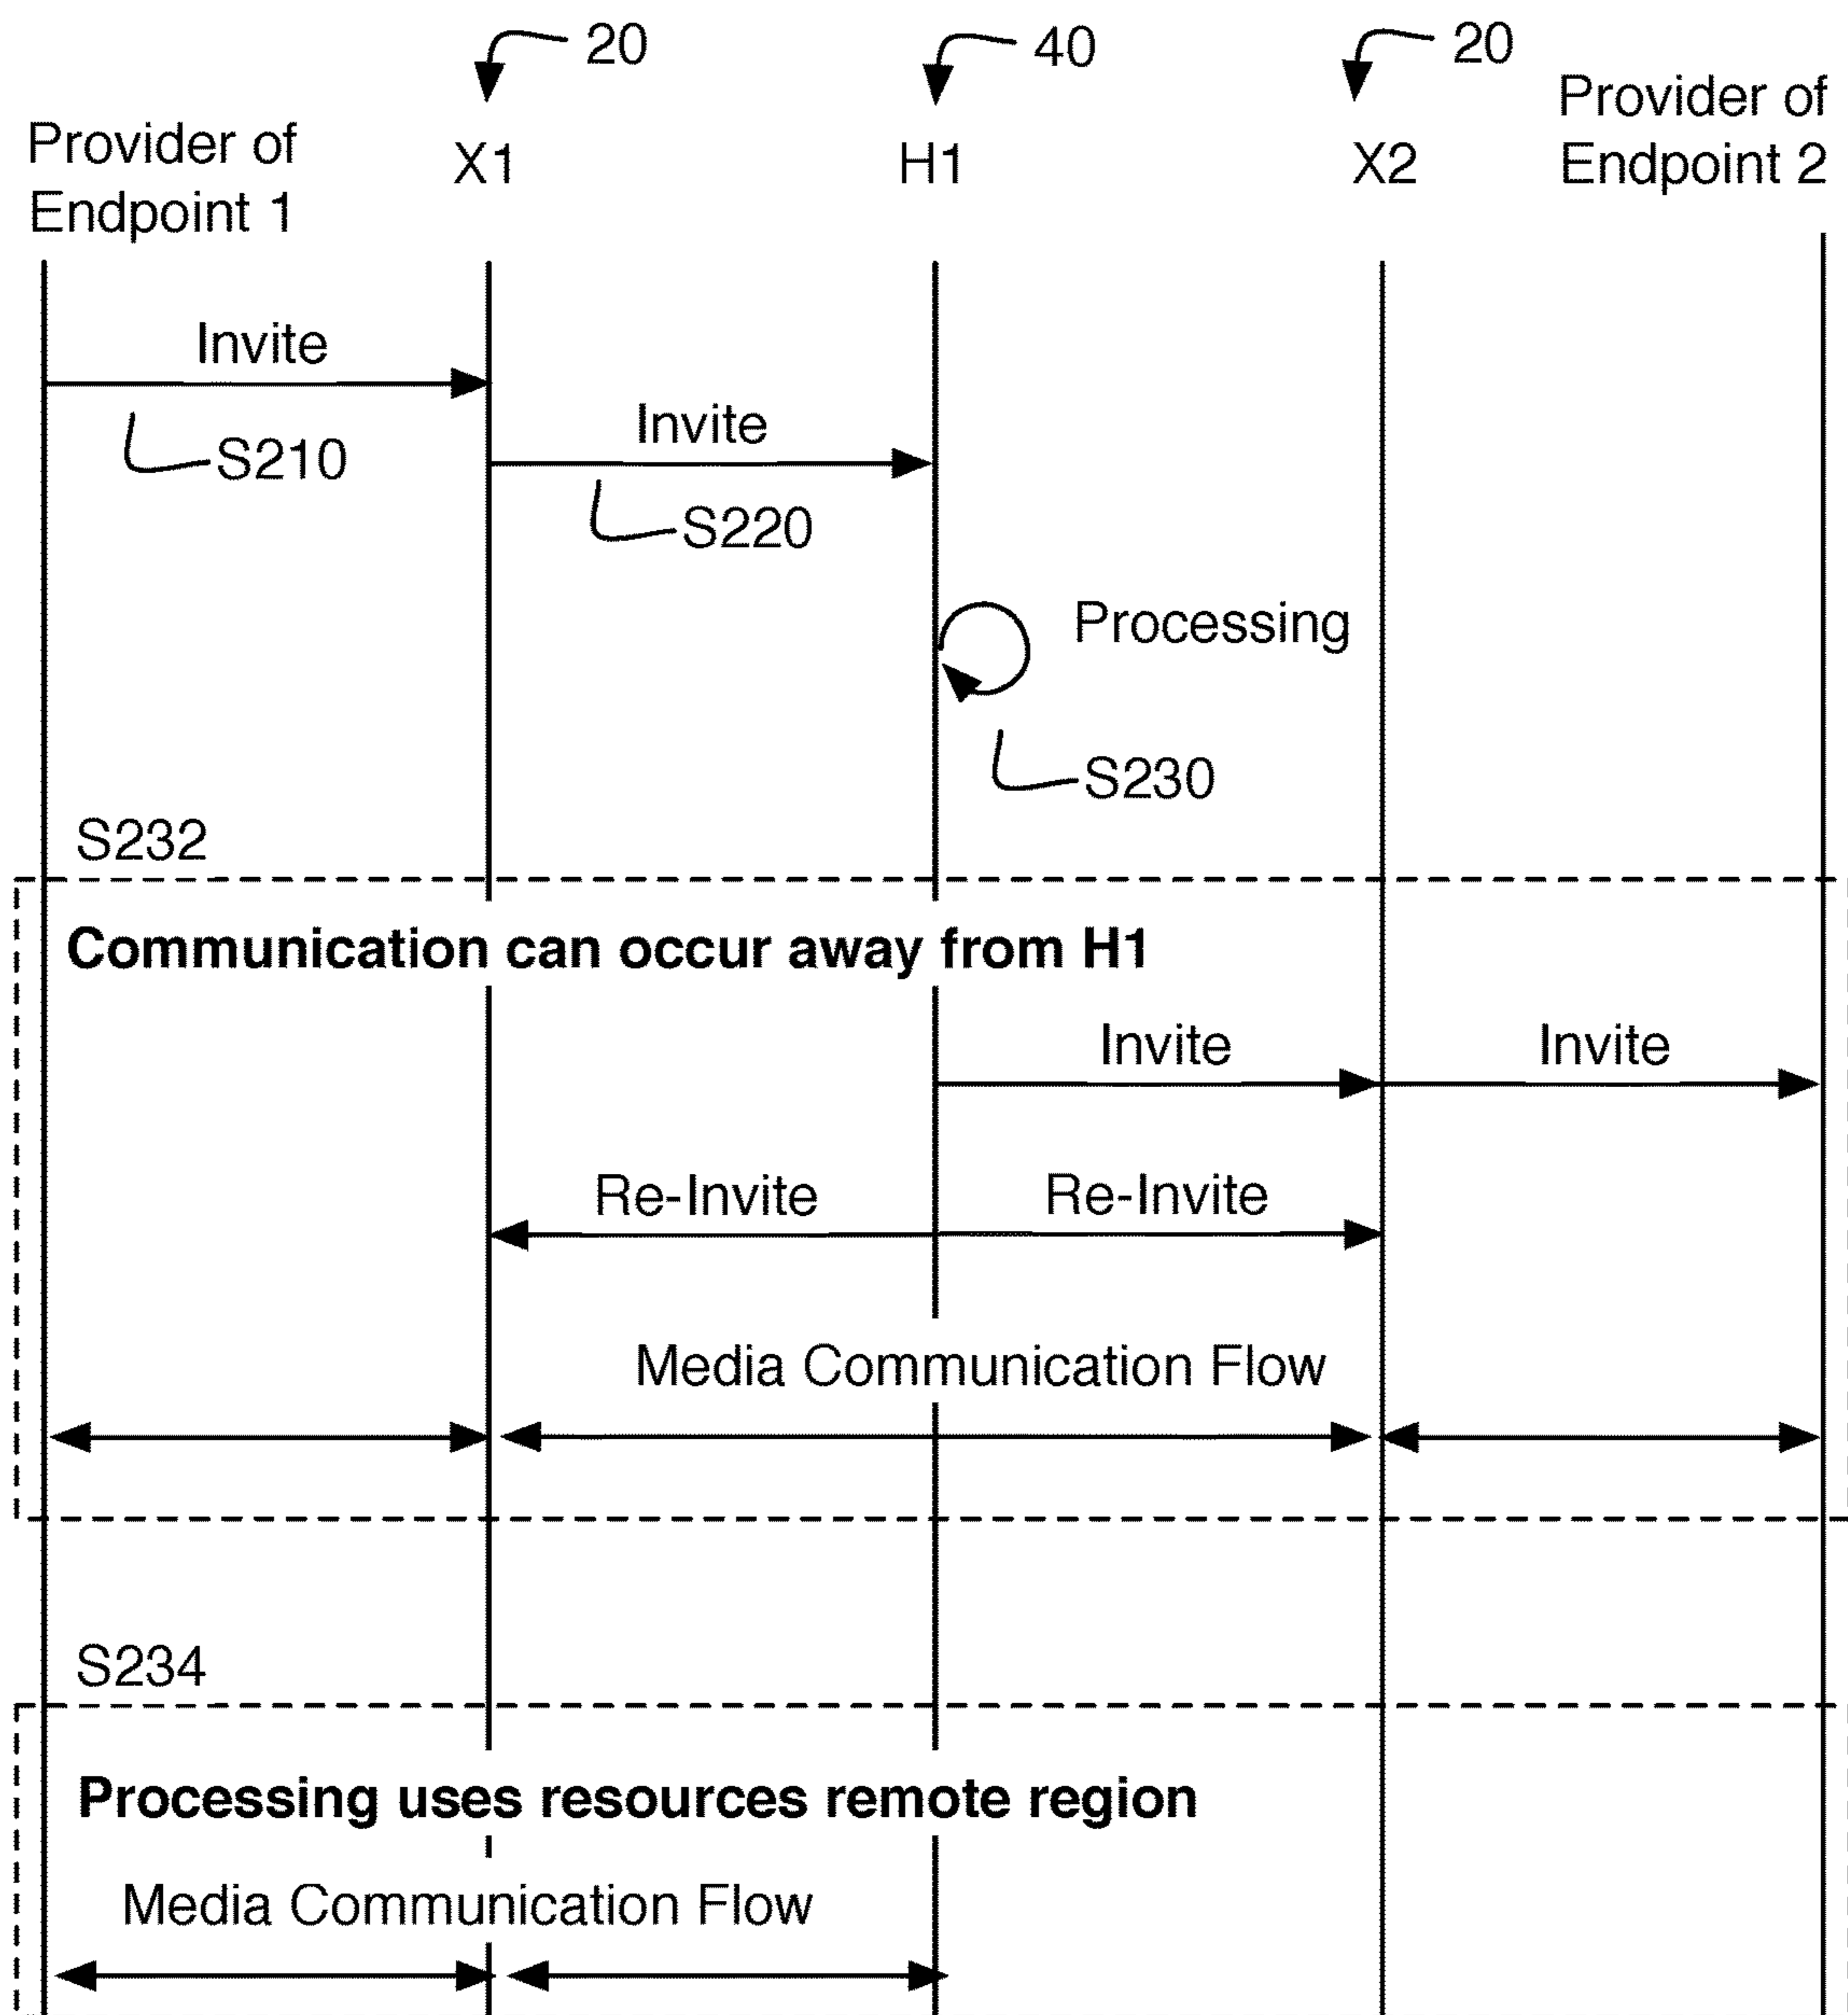 20
40
20
Provider of
Endpoint 1
X1
H1
X2
Provider of
Endpoint 2
Invite
S210
Invite
S220
Processing
S230
S232
Communication can occur away from H1
Invite
Invite
Re-Invite
Re-Invite
Media Communication Flow
S234
Processing uses resources remote region
Media Communication Flow